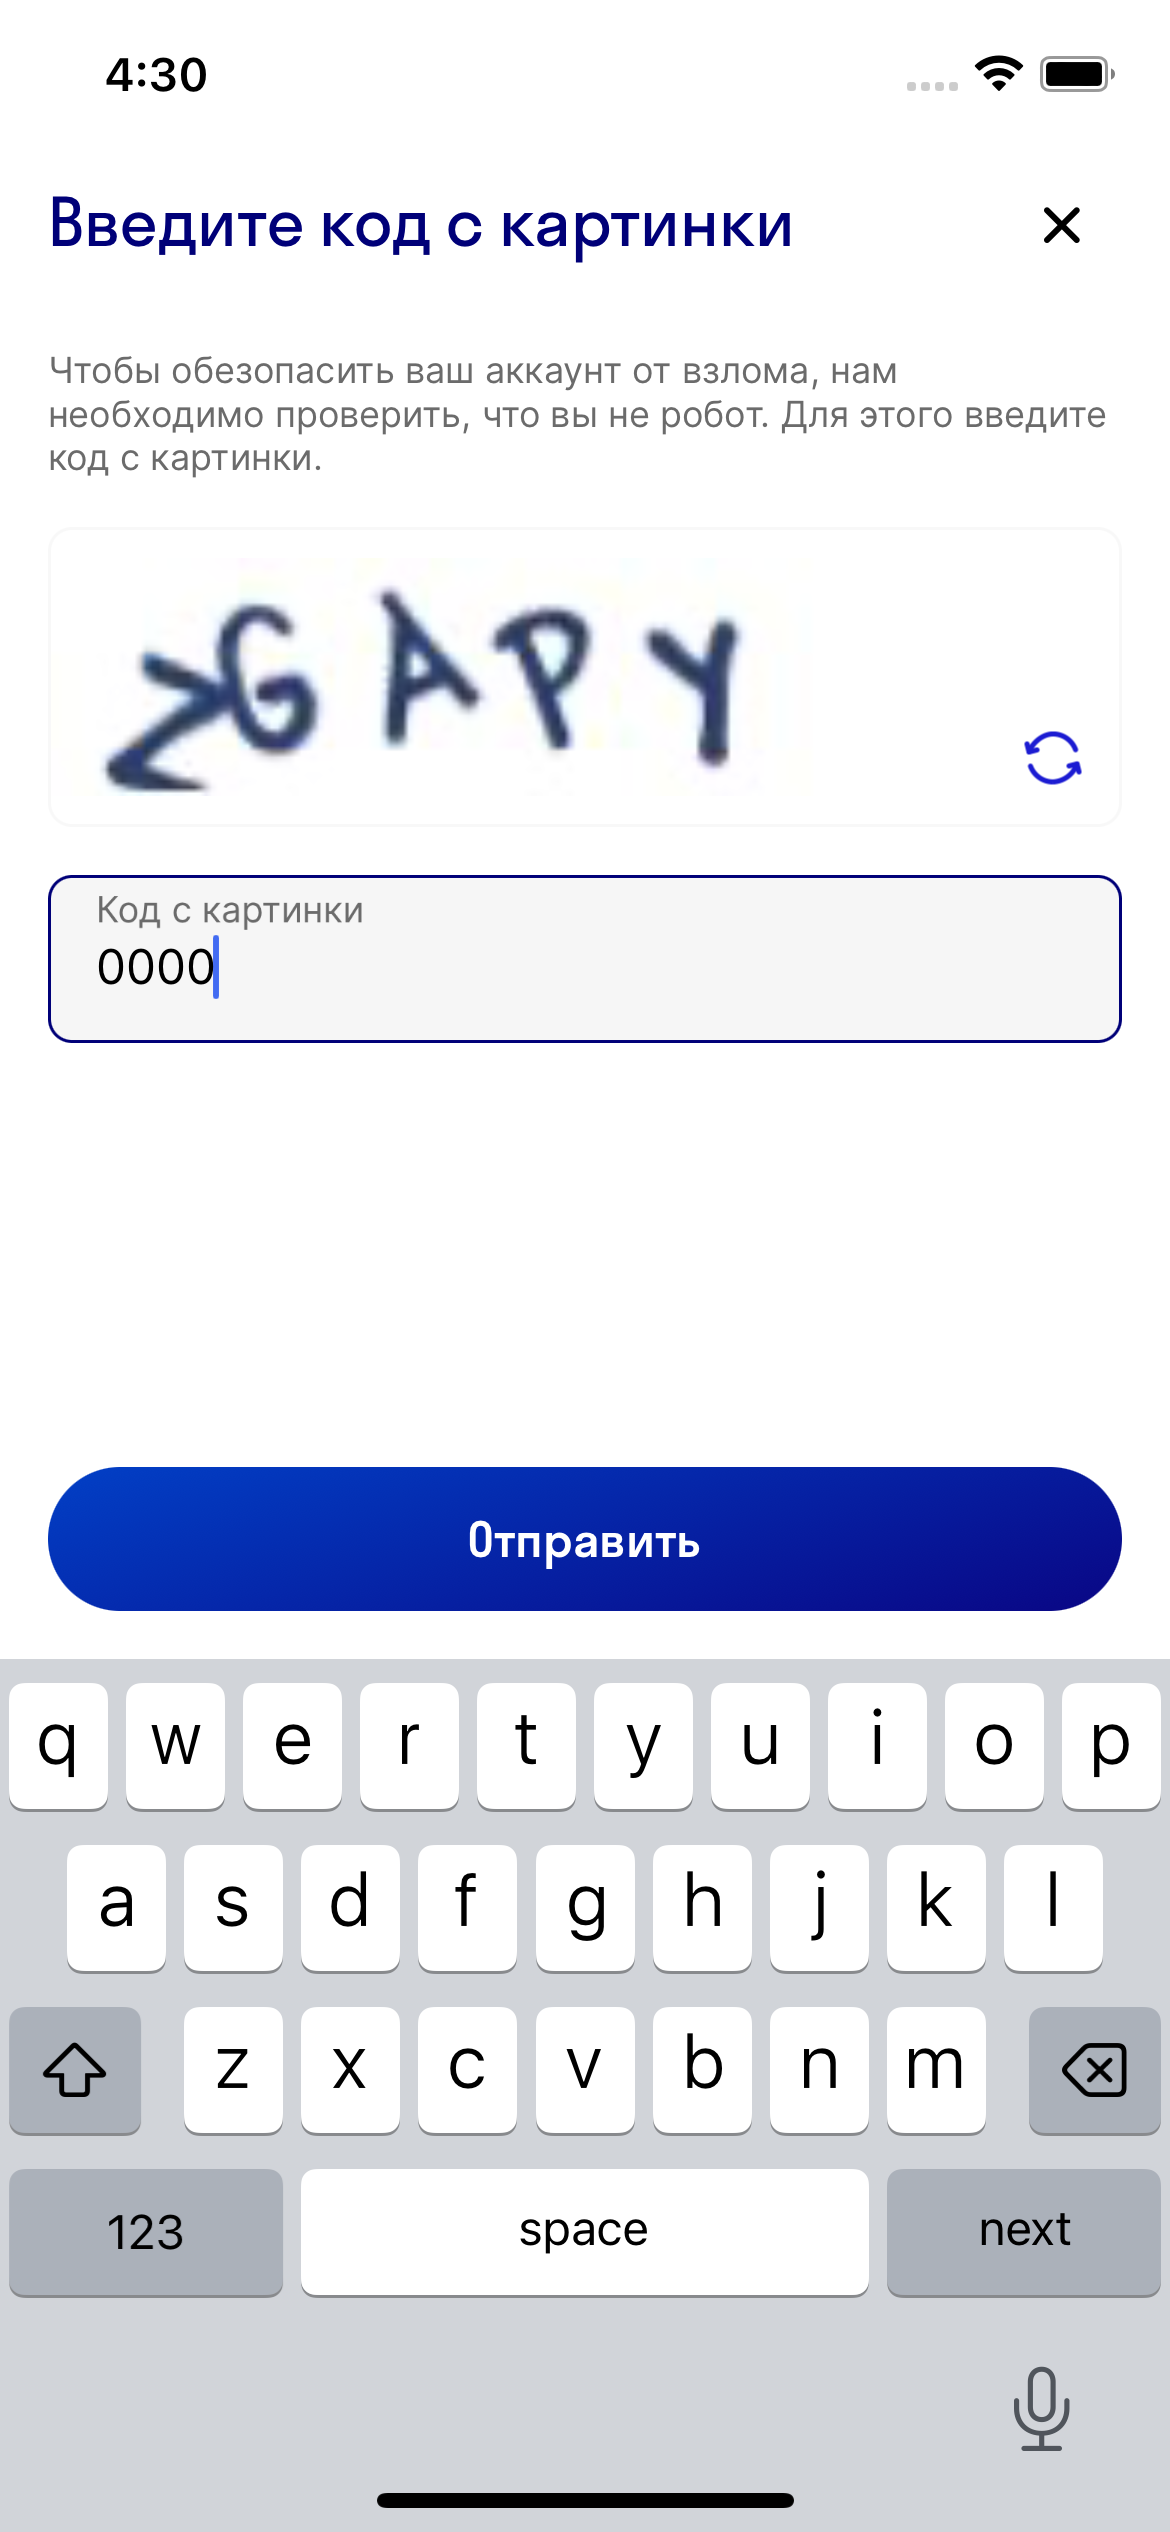 4:30
Введите код с картинки
Чтобы обезопасить ваш аккаунт от взлома, нам
необходимо проверить, что вы не робот. Для этого введите
код с картинки.
Код с картинки
0000
Отправить
q w e r t y u i o p
a s d f g h j k l
z x c v b n m
123 space next